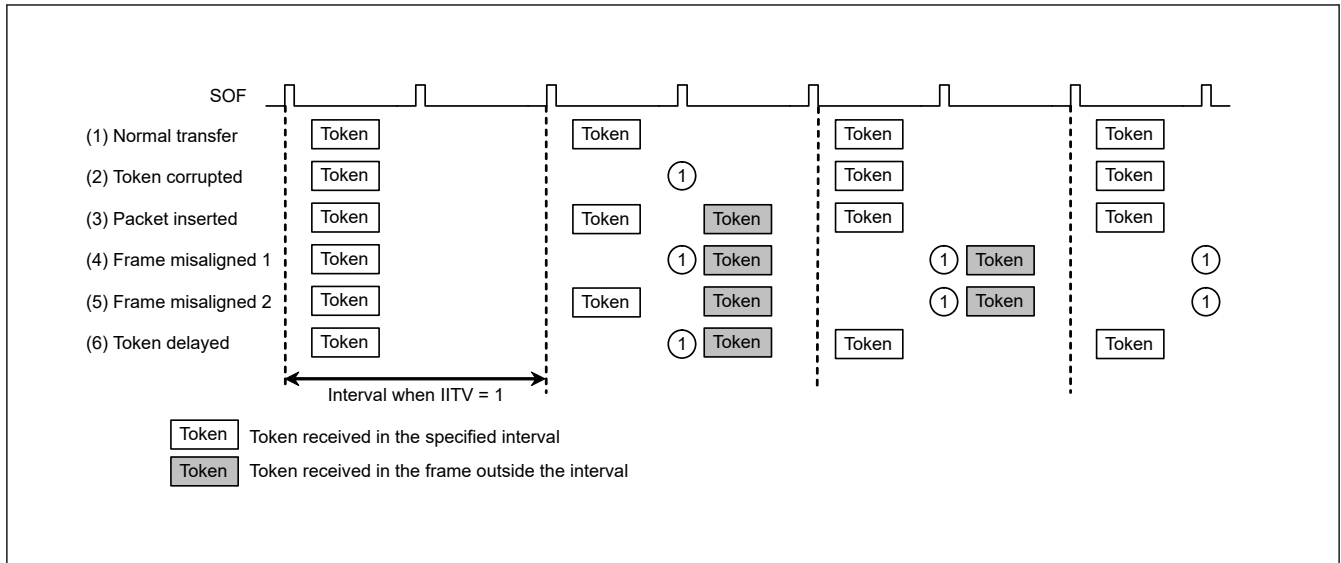 SOF
(1) Normal transfer Token Token Token Token
(2) Token corrupted Token 1 Token Token
(3) Packet inserted Token Token Token Token Token
(4) Frame misaligned 1 Token 1 Token 1 Token 1
(5) Frame misaligned 2 Token Token Token 1 Token 1
(6) Token delayed Token 1 Token Token Token
Interval when IITV = 1
Token Token received in the specified interval
Token Token received in the frame outside the interval